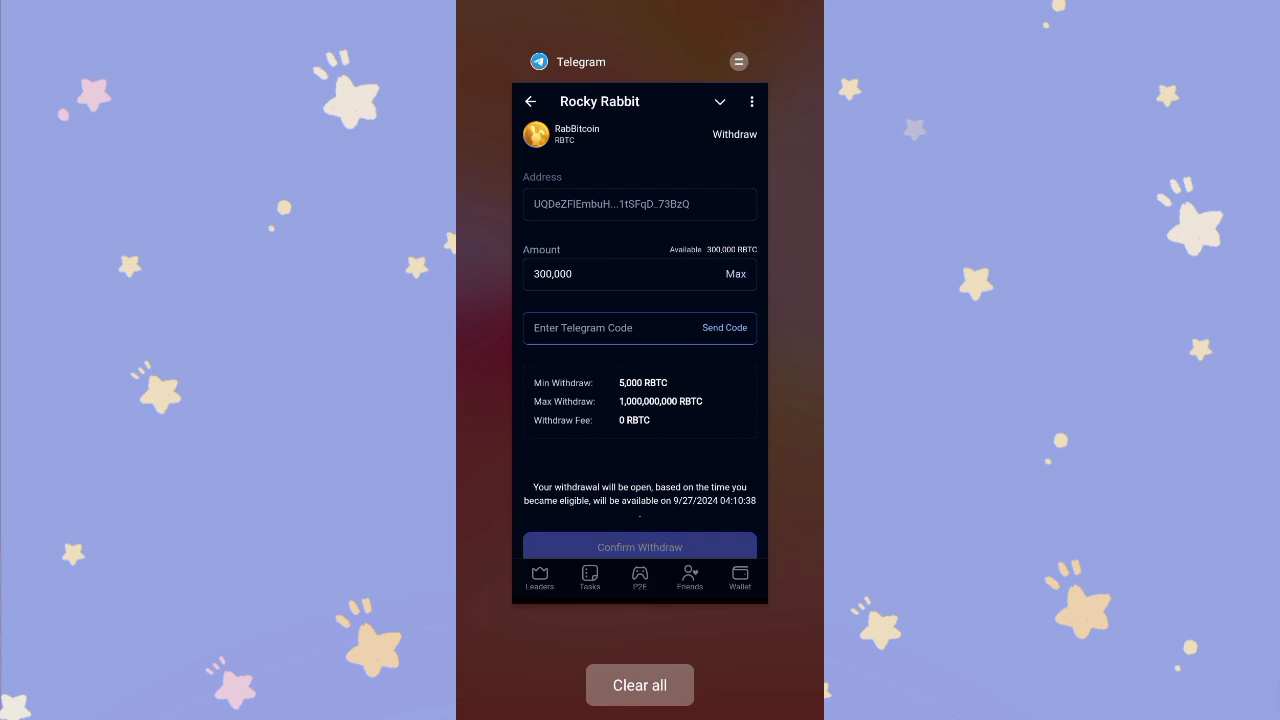 Telegram
Rocky Rabbit
RabBitcoin
RBTC
Withdraw
Address
UQDeZFlEmbuH...1tSFqD_73BzQ
Amount
Available 300,000 RBTC
300,000
Max
Enter Telegram Code
Send Code
Min Withdraw: 5,000 RBTC
Max Withdraw: 1,000,000,000 RBTC
Withdraw Fee: 0 RBTC
Your withdrawal will be open, based on the time you
became eligible, will be available on 9/27/2024 04:10:38
.
Confirm Withdraw
Leaders Tasks P2E Friends Wallet
Clear all